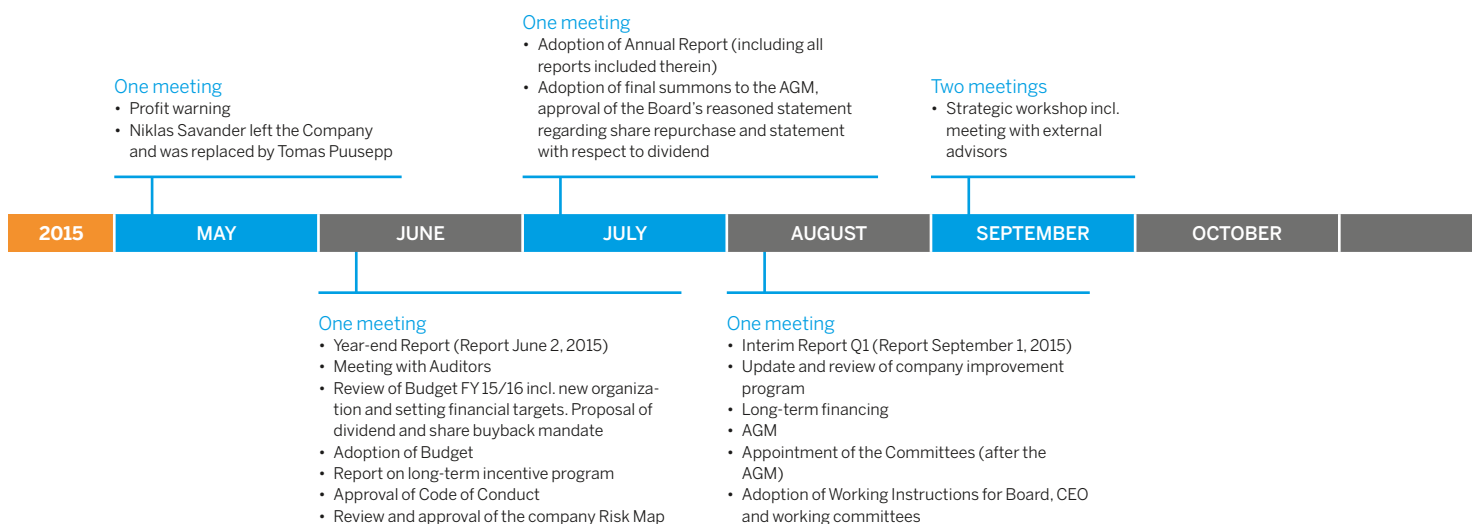 One meeting
• Adoption of Annual Report (including all
reports included therein)
• Adoption of final summons to the AGM,
approval of the Board's reasoned statement
regarding share repurchase and statement
with respect to dividend
One meeting
• Profit warning
• Niklas Savander left the Company
and was replaced by Tomas Puusepp
Two meetings
• Strategic workshop incl.
meeting with external
advisors
2015 MAY JUNE JULY AUGUST SEPTEMBER OCTOBER
One meeting
• Year-end Report (Report June 2, 2015)
• Meeting with Auditors
• Review of Budget FY 15/16 incl. new organiza-
tion and setting financial targets. Proposal of
dividend and share buyback mandate
• Adoption of Budget
• Report on long-term incentive program
• Approval of Code of Conduct
• Review and approval of the company Risk Map
One meeting
• Interim Report Q1 (Report September 1, 2015)
• Update and review of company improvement
program
• Long-term financing
• AGM
• Appointment of the Committees (after the
AGM)
• Adoption of Working Instructions for Board, CEO
and working committees